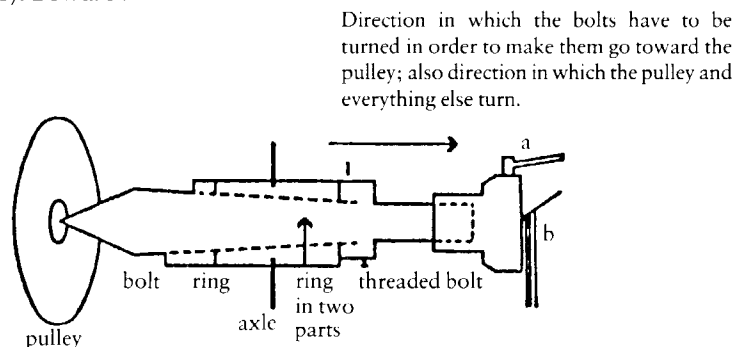 Direction in which the bolts have to be
turned in order to make them go toward the
pulley; also direction in which the pulley and
everything else turn.
a
b
bolt ring ring threaded bolt
in two
axle parts
pulley